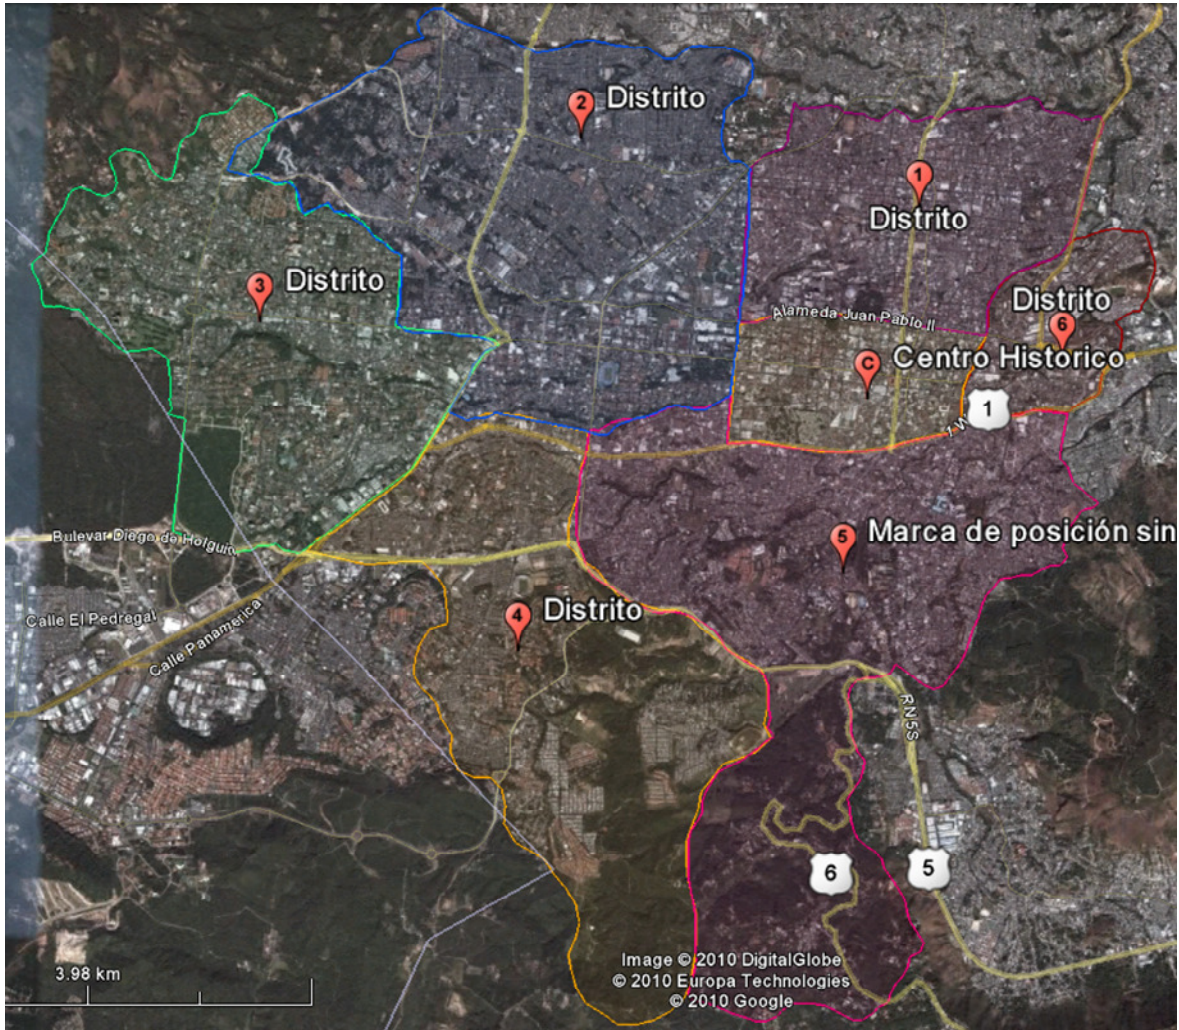 2 Distrito
1
Distrito
3 Distrito
Distrito
6
Alameda Juan Pablo II
C Centro Histórico
1
5 Marca de posición sin
Bulevar Diego de Holguin
4 Distrito
Calle El Pedregal
Calle Panamerica
RN5S
6
5
3.98 km
Image © 2010 DigitalGlobe
© 2010 Europa Technologies
© 2010 Google